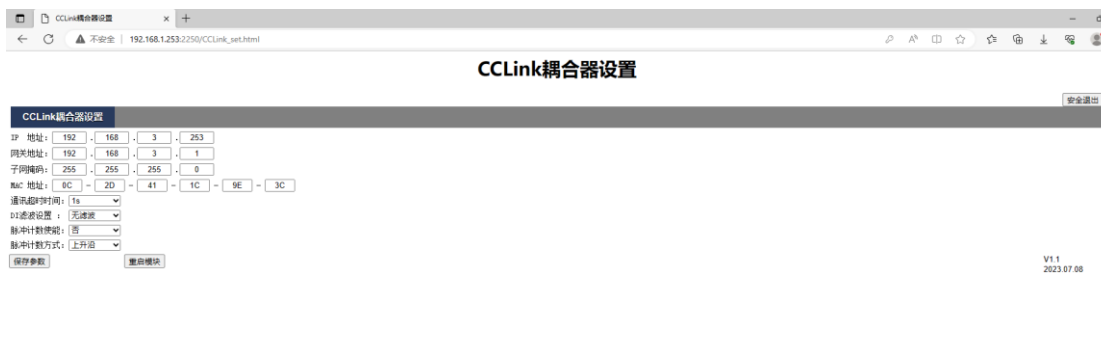 CCLink耦合器设置
不安全 | 192.168.1.253:2250/CCLink_set.html
CCLink耦合器设置
安全退出
CCLink耦合器设置
IP 地址: 192 . 168 . 3 . 253
网关地址: 192 . 168 . 3 . 1
子网掩码: 255 . 255 . 255 . 0
MAC 地址: 0C - 2D - 41 - 1C - 9E - 3C
通讯超时时间: 1s
DI滤波设置 : 无滤波
脉冲计数使能: 否
脉冲计数方式: 上升沿
保存参数 重启模块
V1.1
2023.07.08